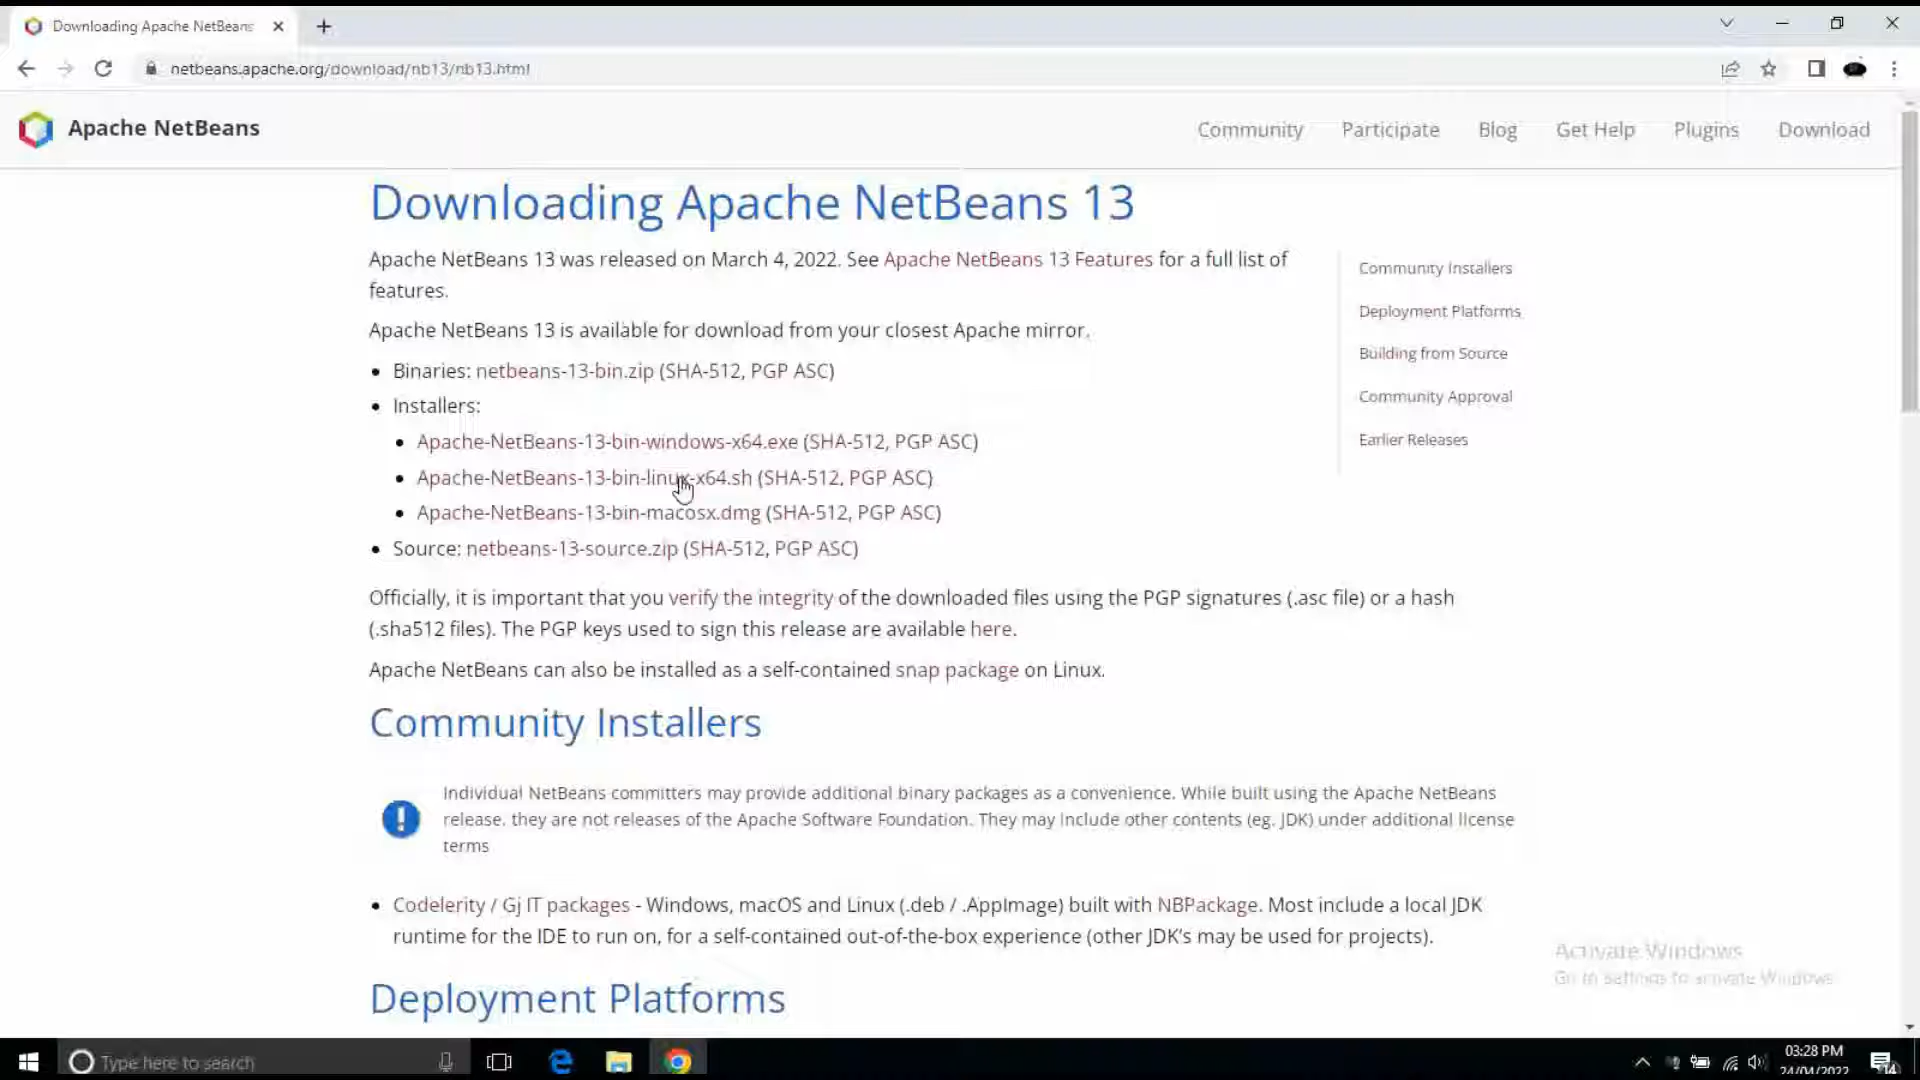 Downloading Apache NetBeans
netbeans.apache.org/download/nb13/nb13.html
Apache NetBeans
Community Participate Blog Get Help Plugins Download
Downloading Apache NetBeans 13
Apache NetBeans 13 was released on March 4, 2022. See Apache NetBeans 13 Features for a full list of
features.
Apache NetBeans 13 is available for download from your closest Apache mirror.
• Binaries: netbeans-13-bin.zip (SHA-512, PGP ASC)
• Installers:
• Apache-NetBeans-13-bin-windows-x64.exe (SHA-512, PGP ASC)
• Apache-NetBeans-13-bin-linux-x64.sh (SHA-512, PGP ASC)
• Apache-NetBeans-13-bin-macosx.dmg (SHA-512, PGP ASC)
• Source: netbeans-13-source.zip (SHA-512, PGP ASC)
Officially, it is important that you verify the integrity of the downloaded files using the PGP signatures (.asc file) or a hash
(.sha512 files). The PGP keys used to sign this release are available here.
Apache NetBeans can also be installed as a self-contained snap package on Linux.
Community Installers
Deployment Platforms
Building from Source
Community Approval
Earlier Releases
Community Installers
Individual NetBeans committers may provide additional binary packages as a convenience. While built using the Apache NetBeans
release, they are not releases of the Apache Software Foundation. They may include other contents (eg. JDK) under additional license
terms
• Codelerity / Gj IT packages - Windows, macOS and Linux (.deb / .AppImage) built with NBPackage. Most include a local JDK
runtime for the IDE to run on, for a self-contained out-of-the-box experience (other JDK's may be used for projects).
Deployment Platforms
Activate Windows
Go to Settings to activate Windows.
Type here to search
03:28 PM
24/04/2022
14